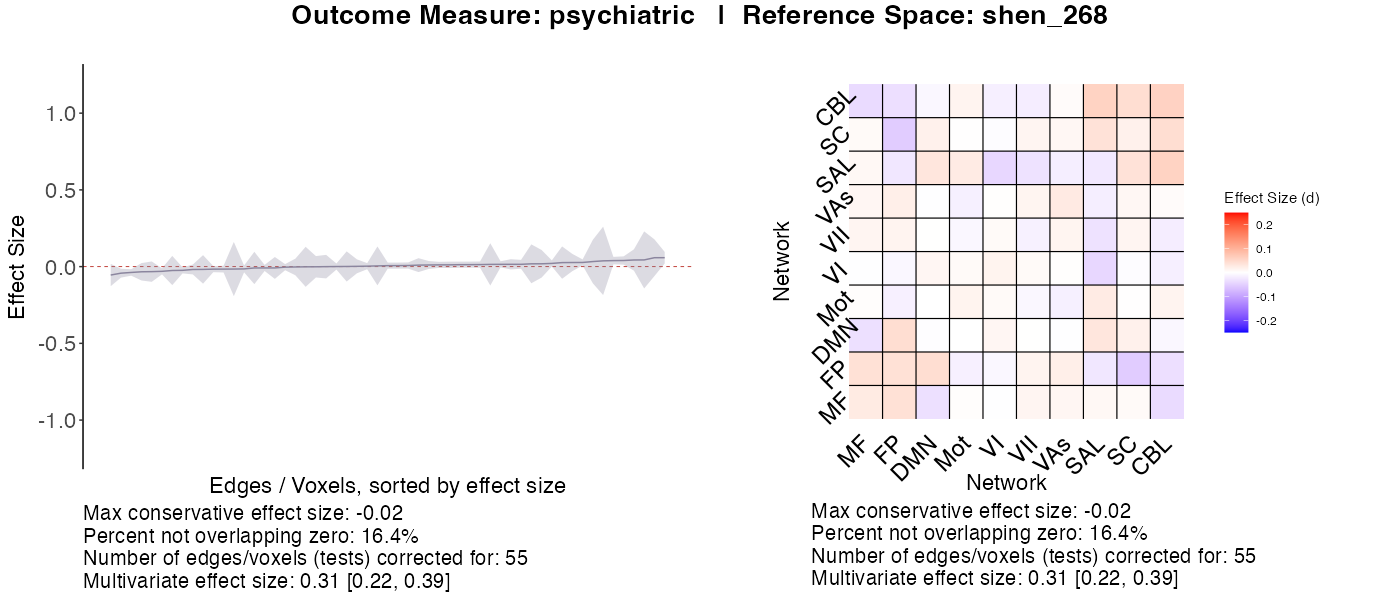 Outcome Measure: psychiatric | Reference Space: shen_268
Effect Size
1.0
0.5
0.0
-0.5
-1.0
Edges / Voxels, sorted by effect size
Max conservative effect size: -0.02
Percent not overlapping zero: 16.4%
Number of edges/voxels (tests) corrected for: 55
Multivariate effect size: 0.31 [0.22, 0.39]
Network
CBL
SC
SAL
VAs
VII
VI
Mot
DMN
FP
MF
MF FP DMN Mot VI VII VAs SAL SC CBL
Network
Effect Size (d)
0.2
0.1
0.0
-0.1
-0.2
Max conservative effect size: -0.02
Percent not overlapping zero: 16.4%
Number of edges/voxels (tests) corrected for: 55
Multivariate effect size: 0.31 [0.22, 0.39]